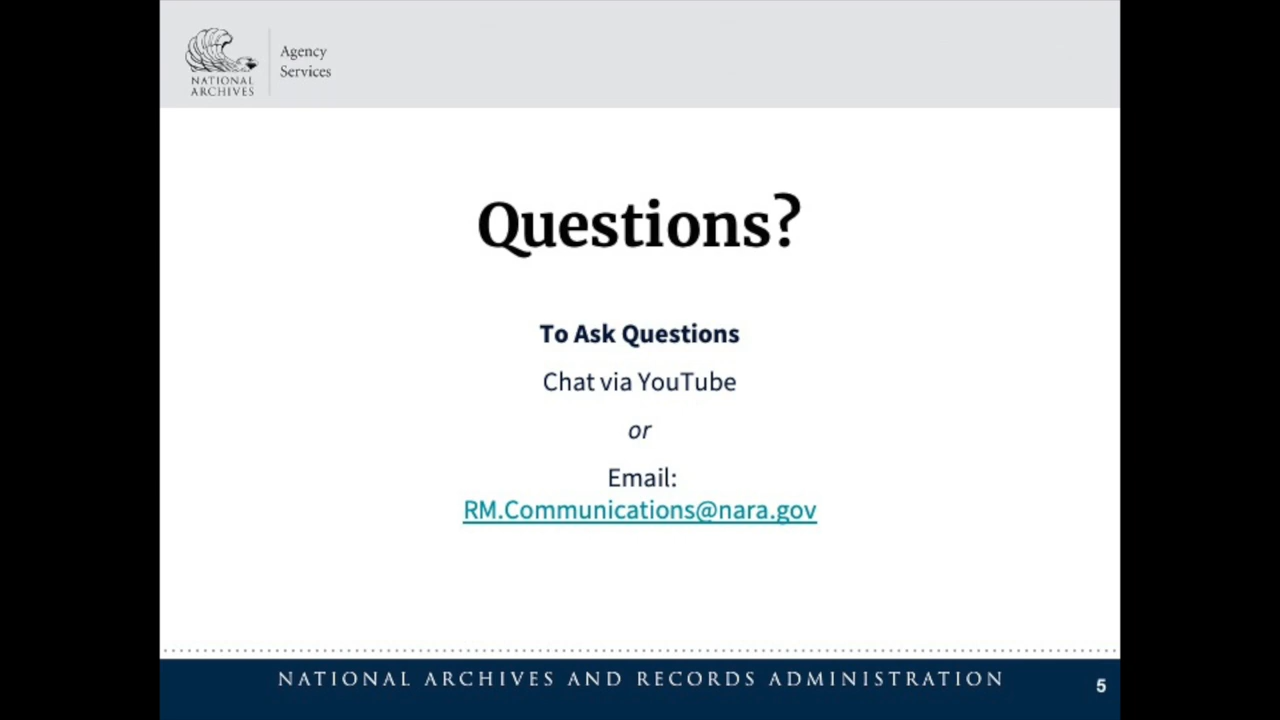 NATIONAL
ARCHIVES
Agency
Services
Questions?
To Ask Questions
Chat via YouTube
or
Email:
RM.Communications@nara.gov
NATIONAL ARCHIVES AND RECORDS ADMINISTRATION
5